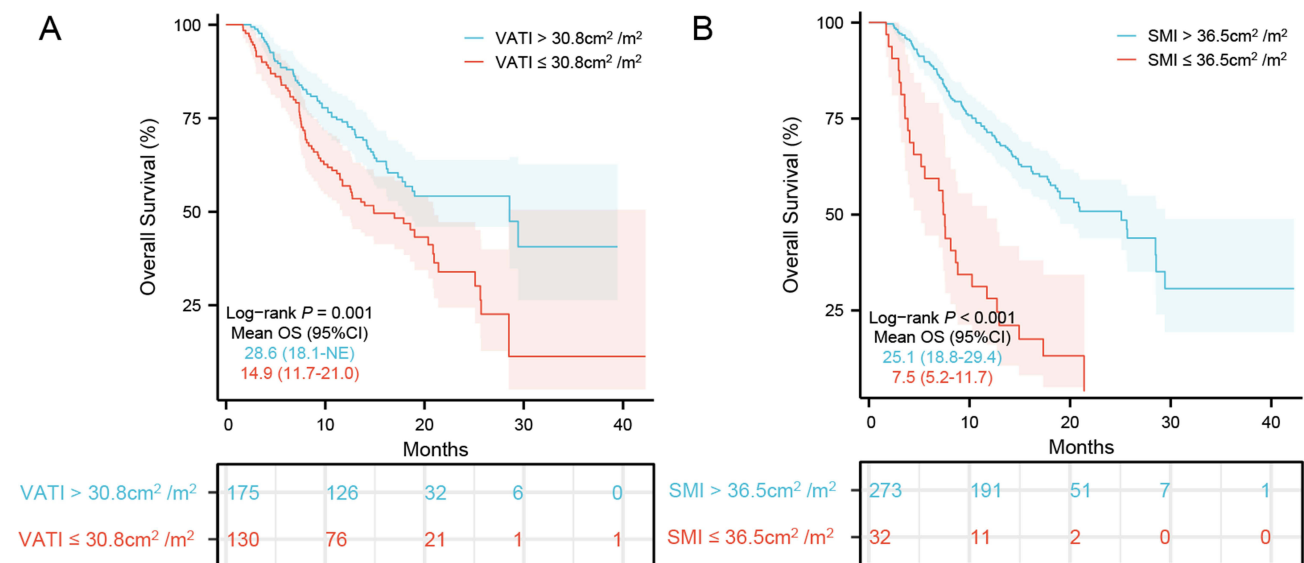 A
VATI > 30.8cm² /m²
VATI ≤ 30.8cm² /m²
100
75
50
25
Overall Survival (%)
Log−rank P = 0.001
Mean OS (95%CI)
28.6 (18.1-NE)
14.9 (11.7-21.0)
0 10 20 30 40
Months
VATI > 30.8cm² /m² 175 126 32 6 0
VATI ≤ 30.8cm² /m² 130 76 21 1 1
B
SMI > 36.5cm² /m²
SMI ≤ 36.5cm² /m²
100
75
50
25
Overall Survival (%)
Log−rank P < 0.001
Mean OS (95%CI)
25.1 (18.8-29.4)
7.5 (5.2-11.7)
0 10 20 30 40
Months
SMI > 36.5cm² /m² 273 191 51 7 1
SMI ≤ 36.5cm² /m² 32 11 2 0 0